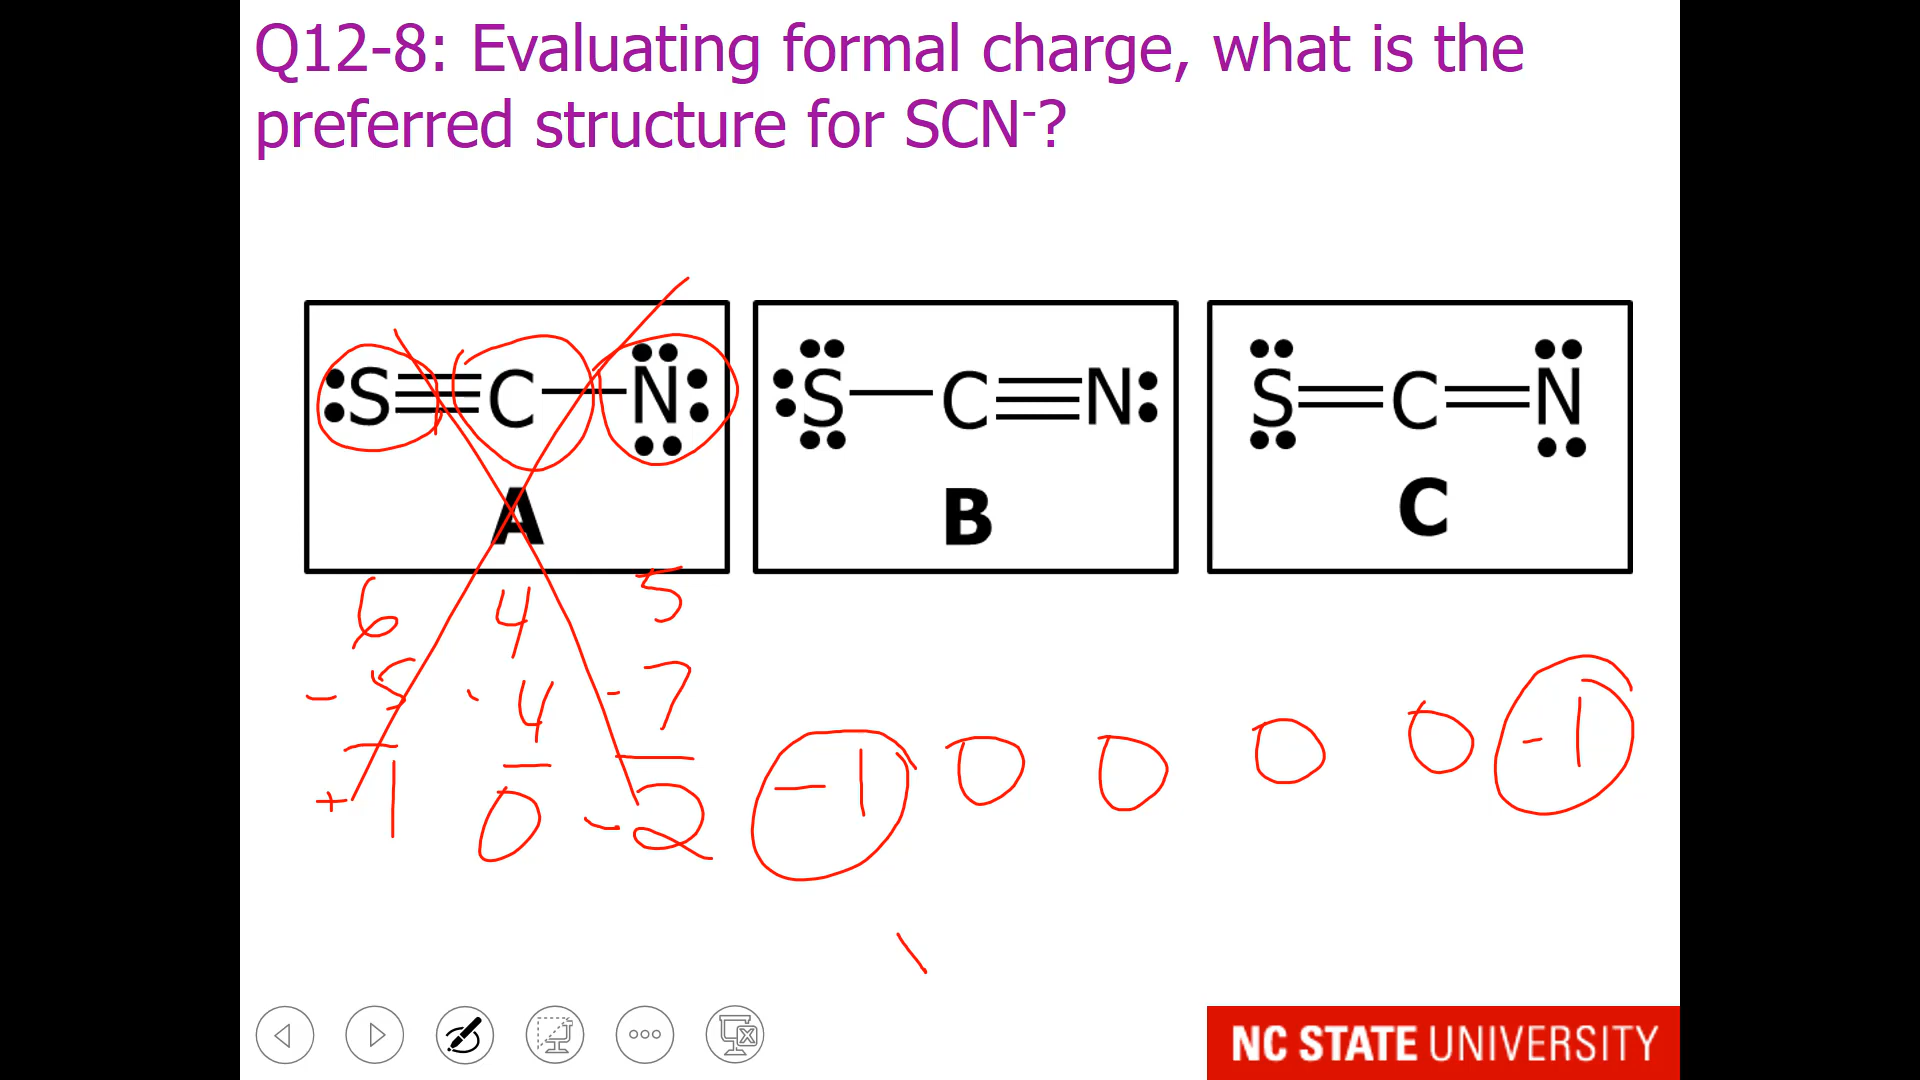 Q12-8: Evaluating formal charge, what is the
preferred structure for SCN-?
S C N
A
S C N
B
S C N
C
6 4 5
- 5 - 4 - 7
+1 0 -2
-1 0 0
0 0 -1
NC STATE UNIVERSITY